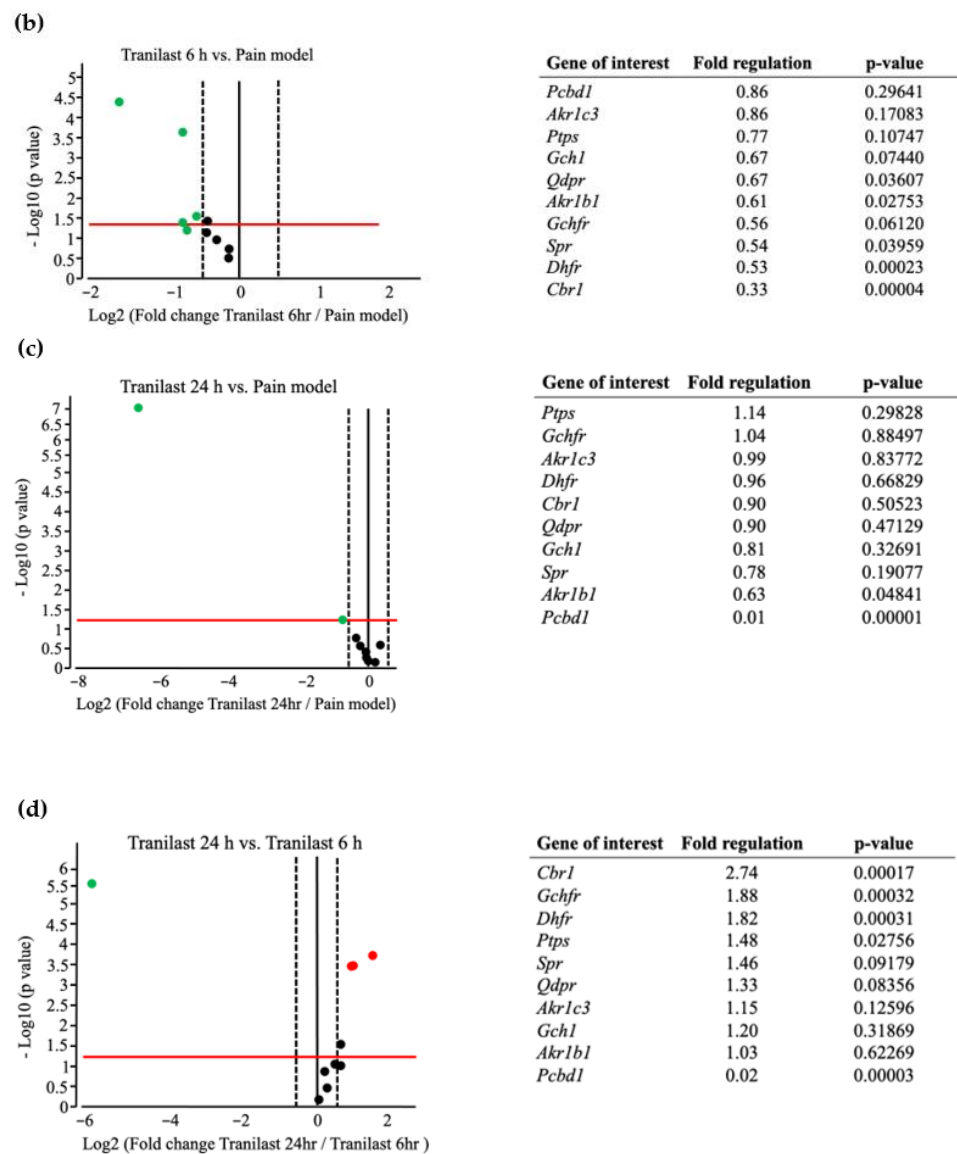 (b)
Tranilast 6 h vs. Pain model
5
4.5
4
3.5
3
2.5
2
1.5
1
0.5
0
- Log10 (p value)
−2 −1 0 1 2
Log2 (Fold change Tranilast 6hr / Pain model)
Gene of interest Fold regulation p-value
Pcbd1 0.86 0.29641
Akr1c3 0.86 0.17083
Ptps 0.77 0.10747
Gch1 0.67 0.07440
Qdpr 0.67 0.03607
Akr1b1 0.61 0.02753
Gchfr 0.56 0.06120
Spr 0.54 0.03959
Dhfr 0.53 0.00023
Cbr1 0.33 0.00004
(c)
Tranilast 24 h vs. Pain model
7
6.5
6
5.5
5
4.5
4
3.5
3
2.5
2
1.5
1
0.5
0
- Log10 (p value)
−8 −6 −4 −2 0
Log2 (Fold change Tranilast 24hr / Pain model)
Gene of interest Fold regulation p-value
Ptps 1.14 0.29828
Gchfr 1.04 0.88497
Akr1c3 0.99 0.83772
Dhfr 0.96 0.66829
Cbr1 0.90 0.50523
Qdpr 0.90 0.47129
Gch1 0.81 0.32691
Spr 0.78 0.19077
Akr1b1 0.63 0.04841
Pcbd1 0.01 0.00001
(d)
Tranilast 24 h vs. Tranilast 6 h
6
5.5
5
4.5
4
3.5
3
2.5
2
1.5
1
0.5
0
- Log10 (p value)
−6 −4 −2 0 2
Log2 (Fold change Tranilast 24hr / Tranilast 6hr )
Gene of interest Fold regulation p-value
Cbr1 2.74 0.00017
Gchfr 1.88 0.00032
Dhfr 1.82 0.00031
Ptps 1.48 0.02756
Spr 1.46 0.09179
Qdpr 1.33 0.08356
Akr1c3 1.15 0.12596
Gch1 1.20 0.31869
Akr1b1 1.03 0.62269
Pcbd1 0.02 0.00003